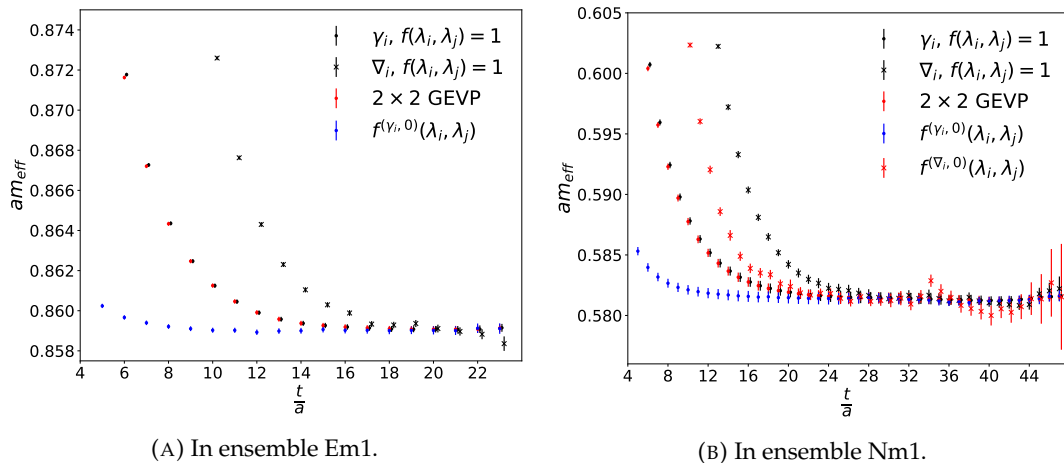 0.874
0.872
0.870
0.868
0.866
0.864
0.862
0.860
0.858
am_{eff}
γ_i, f(λ_i, λ_j) = 1
∇_i, f(λ_i, λ_j) = 1
2 × 2 GEVP
f^{(γ_i, 0)}(λ_i, λ_j)
4 6 8 10 12 14 16 18 20 22
t/a
(A) In ensemble Em1.
0.605
0.600
0.595
0.590
0.585
0.580
am_{eff}
γ_i, f(λ_i, λ_j) = 1
∇_i, f(λ_i, λ_j) = 1
2 × 2 GEVP
f^{(γ_i, 0)}(λ_i, λ_j)
f^{(∇_i, 0)}(λ_i, λ_j)
4 8 12 16 20 24 28 32 36 40 44
t/a
(B) In ensemble Nm1.